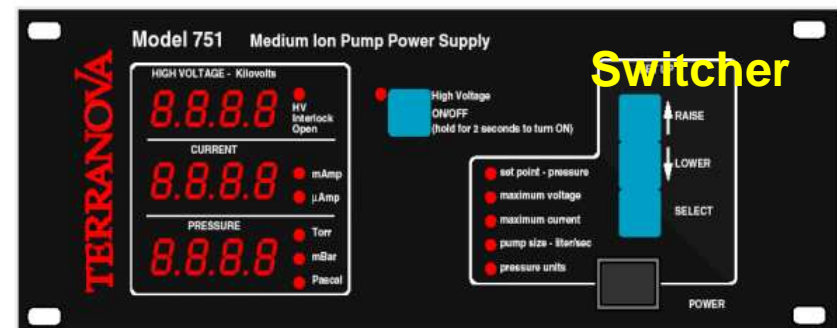 Model 751 Medium Ion Pump Power Supply
TERRANOVA
HIGH VOLTAGE - Kilovolts
8.8.8.8
HV
Interlock
Open
CURRENT
8.8.8.8
mAmp
µAmp
PRESSURE
8.8.8.8
Torr
mBar
Pascal
High Voltage
ON/OFF
(hold for 2 seconds to turn ON)
Switcher
RAISE
LOWER
SELECT
set point - pressure
maximum voltage
maximum current
pump size - liter/sec
pressure units
POWER